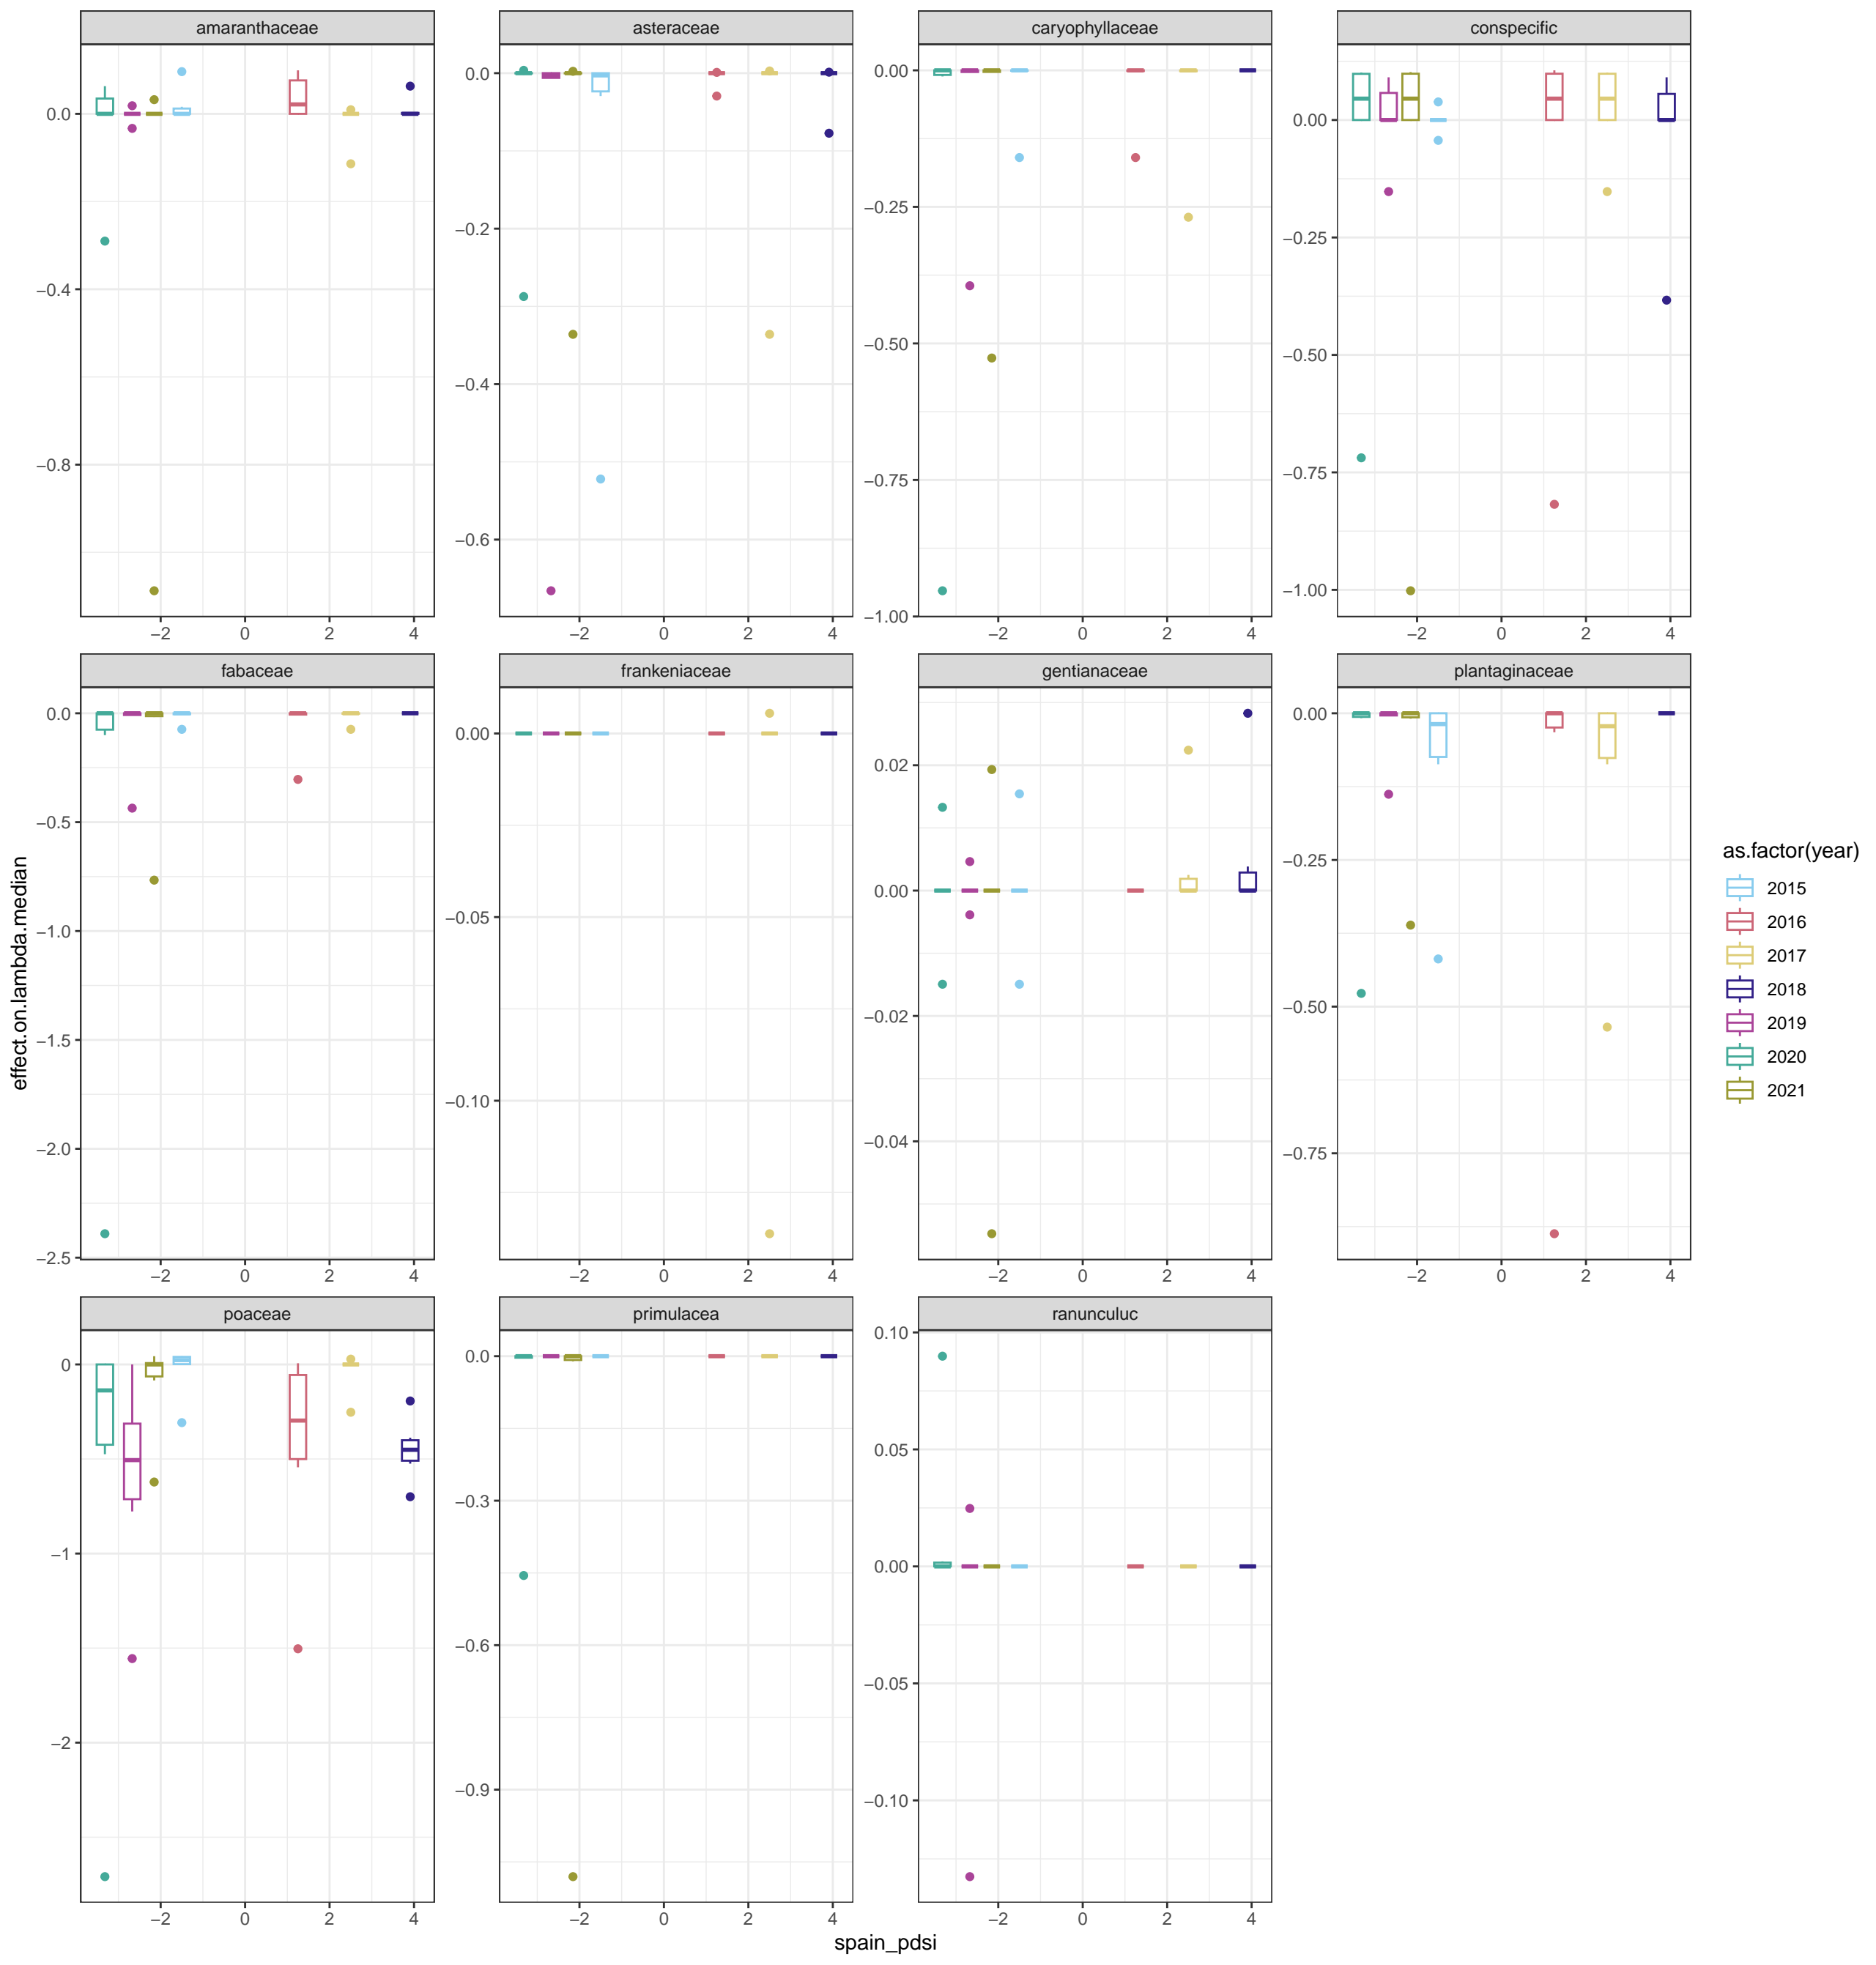 amaranthaceae
asteraceae
caryophyllaceae
conspecific
0.0
−0.4
−0.8
0.0
−0.2
−0.4
−0.6
0.00
−0.25
−0.50
−0.75
−1.00
0.00
−0.25
−0.50
−0.75
−1.00
−2 0 2 4
−2 0 2 4
−2 0 2 4
−2 0 2 4
fabaceae
frankeniaceae
gentianaceae
plantaginaceae
0.0
−0.5
−1.0
−1.5
−2.0
−2.5
0.00
−0.05
−0.10
0.02
0.00
−0.02
−0.04
0.00
−0.25
−0.50
−0.75
−2 0 2 4
−2 0 2 4
−2 0 2 4
−2 0 2 4
poaceae
primulacea
ranunculuc
0
−1
−2
0.0
−0.3
−0.6
−0.9
0.10
0.05
0.00
−0.05
−0.10
−2 0 2 4
−2 0 2 4
−2 0 2 4
spain_pdsi
effect.on.lambda.median
as.factor(year)
2015
2016
2017
2018
2019
2020
2021